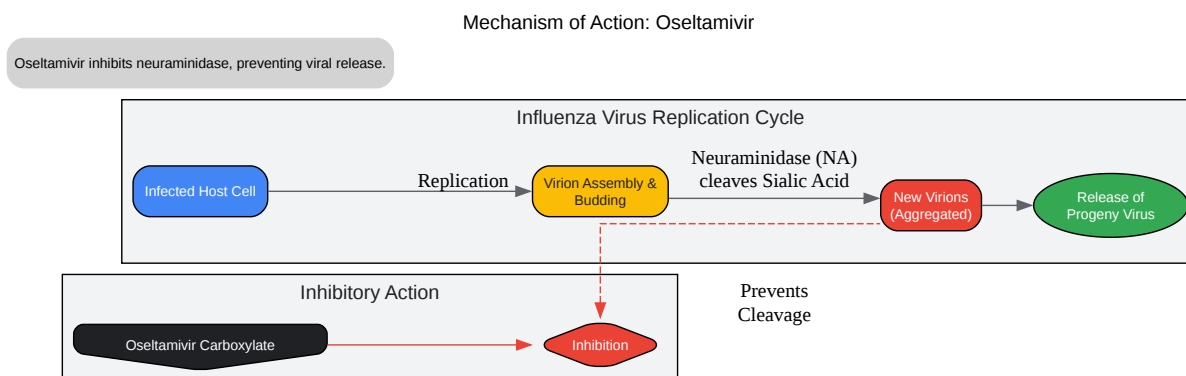 Mechanism of Action: Oseltamivir
Oseltamivir inhibits neuraminidase, preventing viral release.
Influenza Virus Replication Cycle
Infected Host Cell
Replication
Virion Assembly &
Budding
Neuraminidase (NA)
cleaves Sialic Acid
New Virions
(Aggregated)
Release of
Progeny Virus
Inhibitory Action
Oseltamivir Carboxylate
Inhibition
Prevents
Cleavage